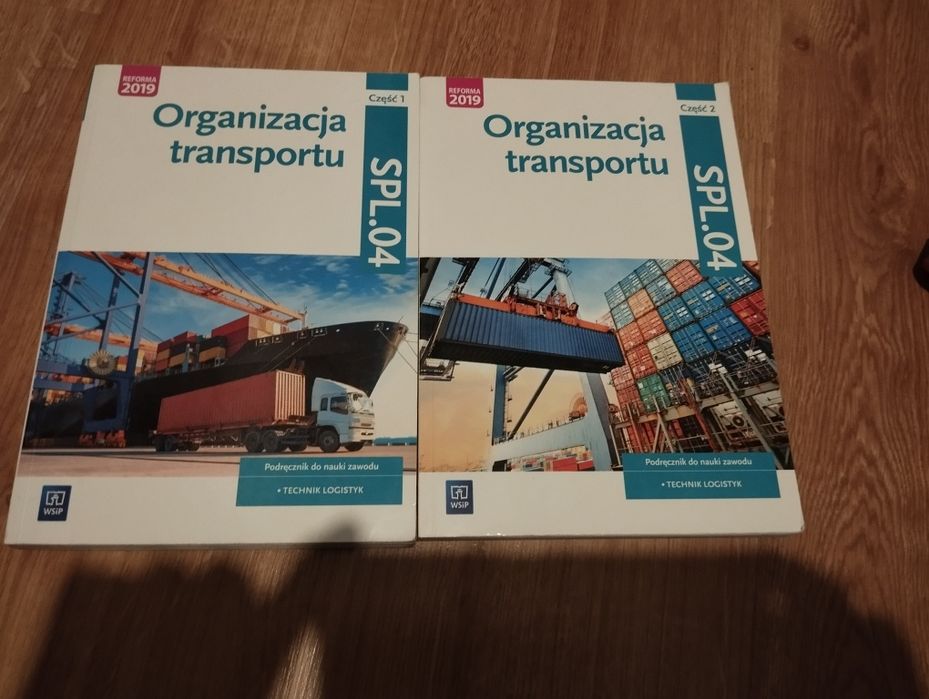 REFORMA
2019
Część 1
Organizacja
transportu
SPL.04
Podręcznik do nauki zawodu
• TECHNIK LOGISTYK
WSiP
REFORMA
2019
Część 2
Organizacja
transportu
SPL.04
Podręcznik do nauki zawodu
• TECHNIK LOGISTYK
WSiP